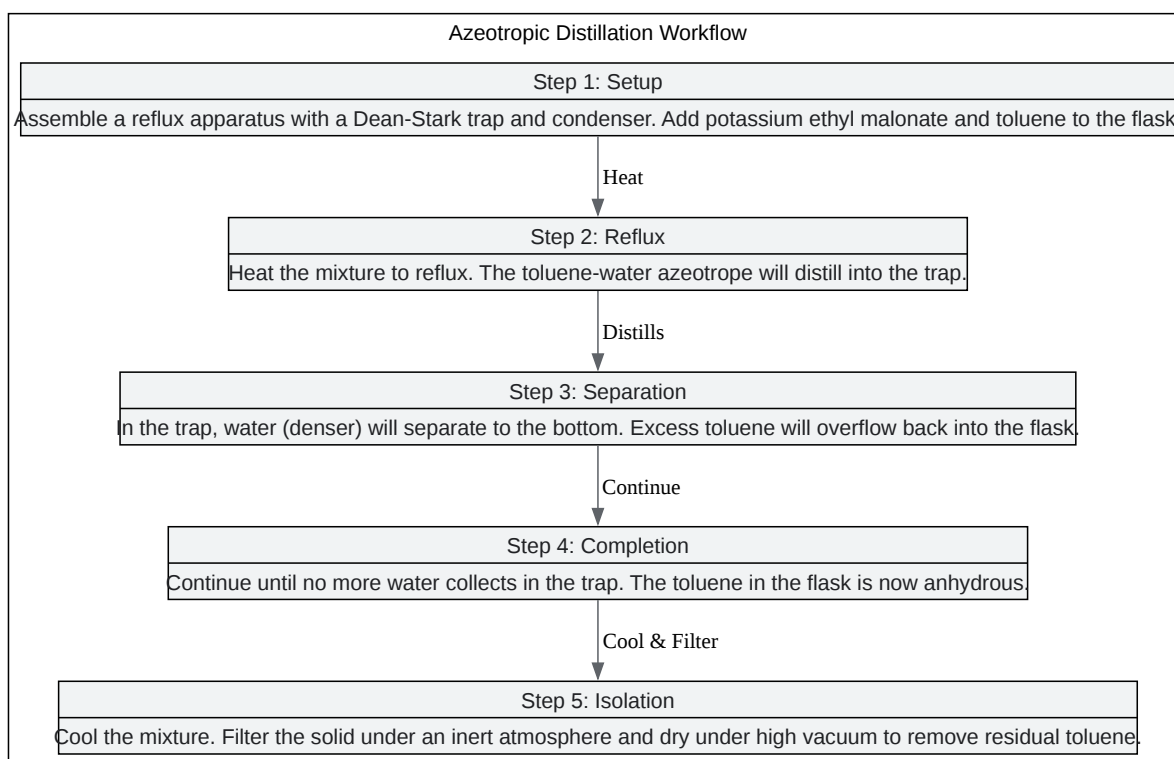 Azeotropic Distillation Workflow
Step 1: Setup
Assemble a reflux apparatus with a Dean-Stark trap and condenser. Add potassium ethyl malonate and toluene to the flask
Heat
Step 2: Reflux
Heat the mixture to reflux. The toluene-water azeotrope will distill into the trap.
Distills
Step 3: Separation
In the trap, water (denser) will separate to the bottom. Excess toluene will overflow back into the flask.
Continue
Step 4: Completion
Continue until no more water collects in the trap. The toluene in the flask is now anhydrous.
Cool & Filter
Step 5: Isolation
Cool the mixture. Filter the solid under an inert atmosphere and dry under high vacuum to remove residual toluene.